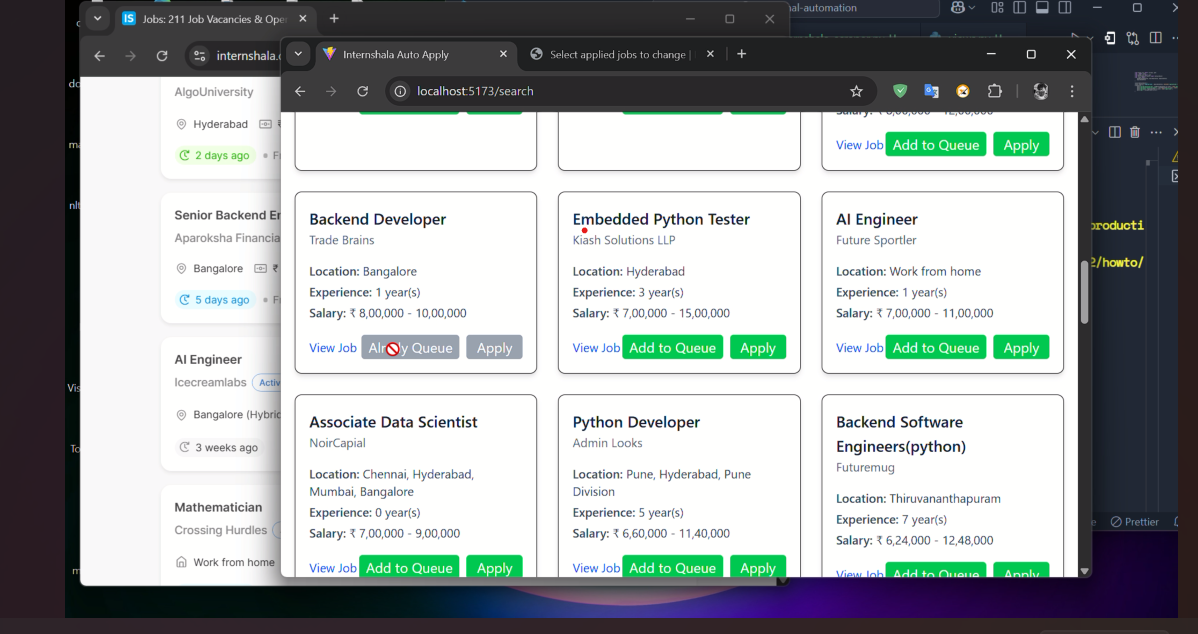 Jobs: 211 Job Vacancies & Ope
nal-automation
internshala.c
Internshala Auto Apply
Select applied jobs to change |
localhost:5173/search
AlgoUniversity
Hyderabad
2 days ago
Senior Backend En
Aparoksha Financia
Bangalore
₹
5 days ago
AI Engineer
Icecreamlabs
Activ
Bangalore (Hybrid
3 weeks ago
Mathematician
Crossing Hurdles
Work from home
View Job Add to Queue Apply
Backend Developer
Trade Brains
Location: Bangalore
Experience: 1 year(s)
Salary: ₹ 8,00,000 - 10,00,000
View Job Queue Apply
Embedded Python Tester
Kiash Solutions LLP
Location: Hyderabad
Experience: 3 year(s)
Salary: ₹ 7,00,000 - 15,00,000
View Job Add to Queue Apply
AI Engineer
Future Sportler
Location: Work from home
Experience: 1 year(s)
Salary: ₹ 7,00,000 - 11,00,000
View Job Add to Queue Apply
Associate Data Scientist
NoirCapial
Location: Chennai, Hyderabad,
Mumbai, Bangalore
Experience: 0 year(s)
Salary: ₹ 7,00,000 - 9,00,000
View Job Add to Queue Apply
Python Developer
Admin Looks
Location: Pune, Hyderabad, Pune
Division
Experience: 5 year(s)
Salary: ₹ 6,60,000 - 11,40,000
View Job Add to Queue Apply
Backend Software
Engineers(python)
Futuremug
Location: Thiruvananthapuram
Experience: 7 year(s)
Salary: ₹ 6,24,000 - 12,48,000
View Job Add to Queue Apply
producti
2/howto/
Prettier